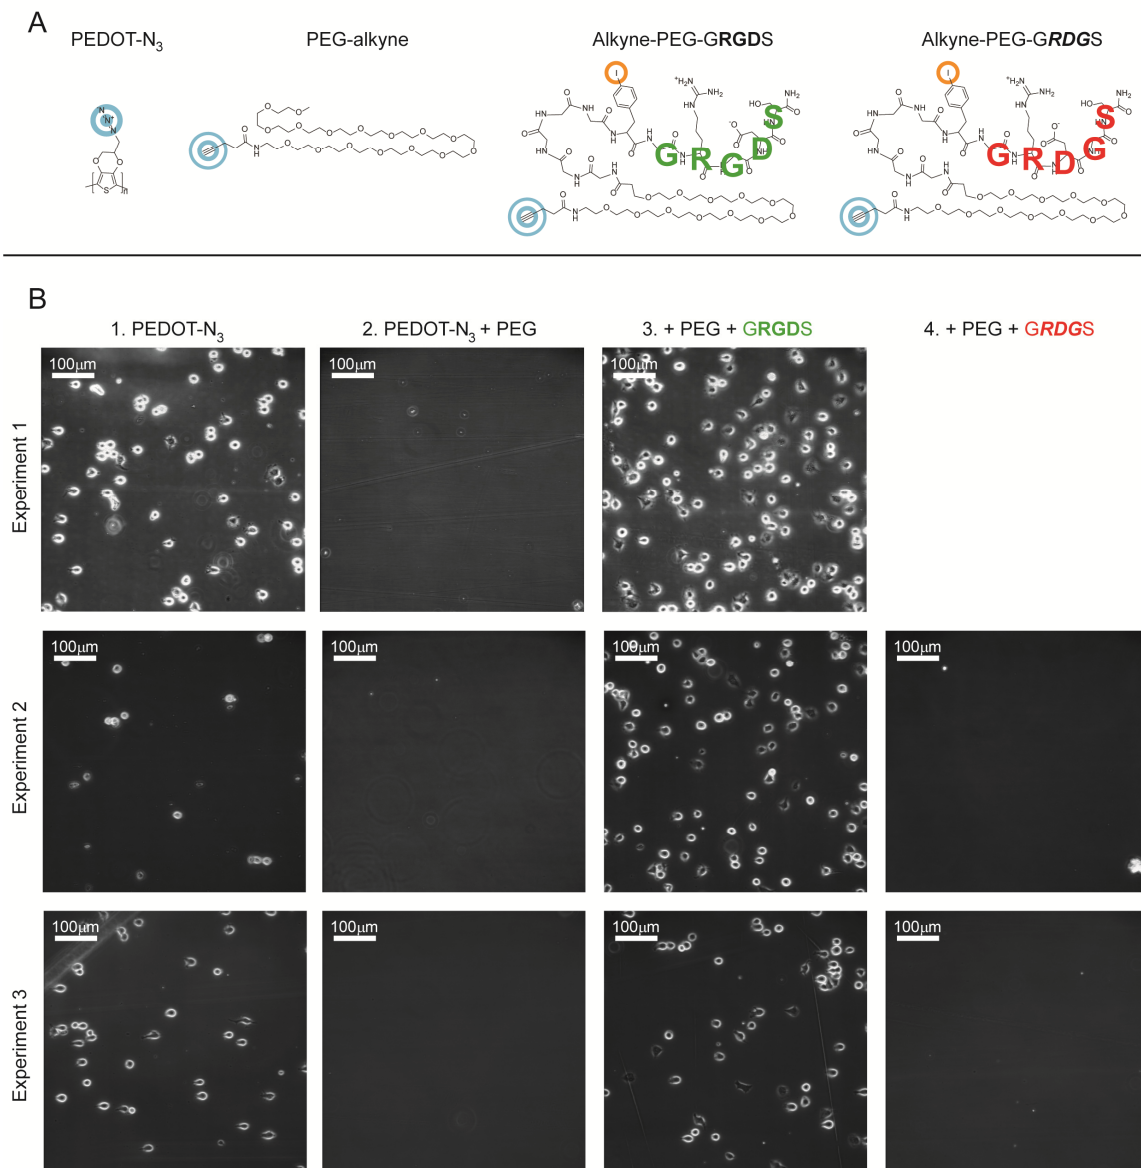 A
PEDOT-N3
PEG-alkyne
Alkyne-PEG-GRGDS
Alkyne-PEG-GRDGS
G R G D S
G R D G S
B
1. PEDOT-N3
2. PEDOT-N3 + PEG
3. + PEG + GRGDS
4. + PEG + GRDGS
Experiment 1
100μm
100μm
100μm
Experiment 2
100μm
100μm
100μm
100μm
Experiment 3
100μm
100μm
100μm
100μm